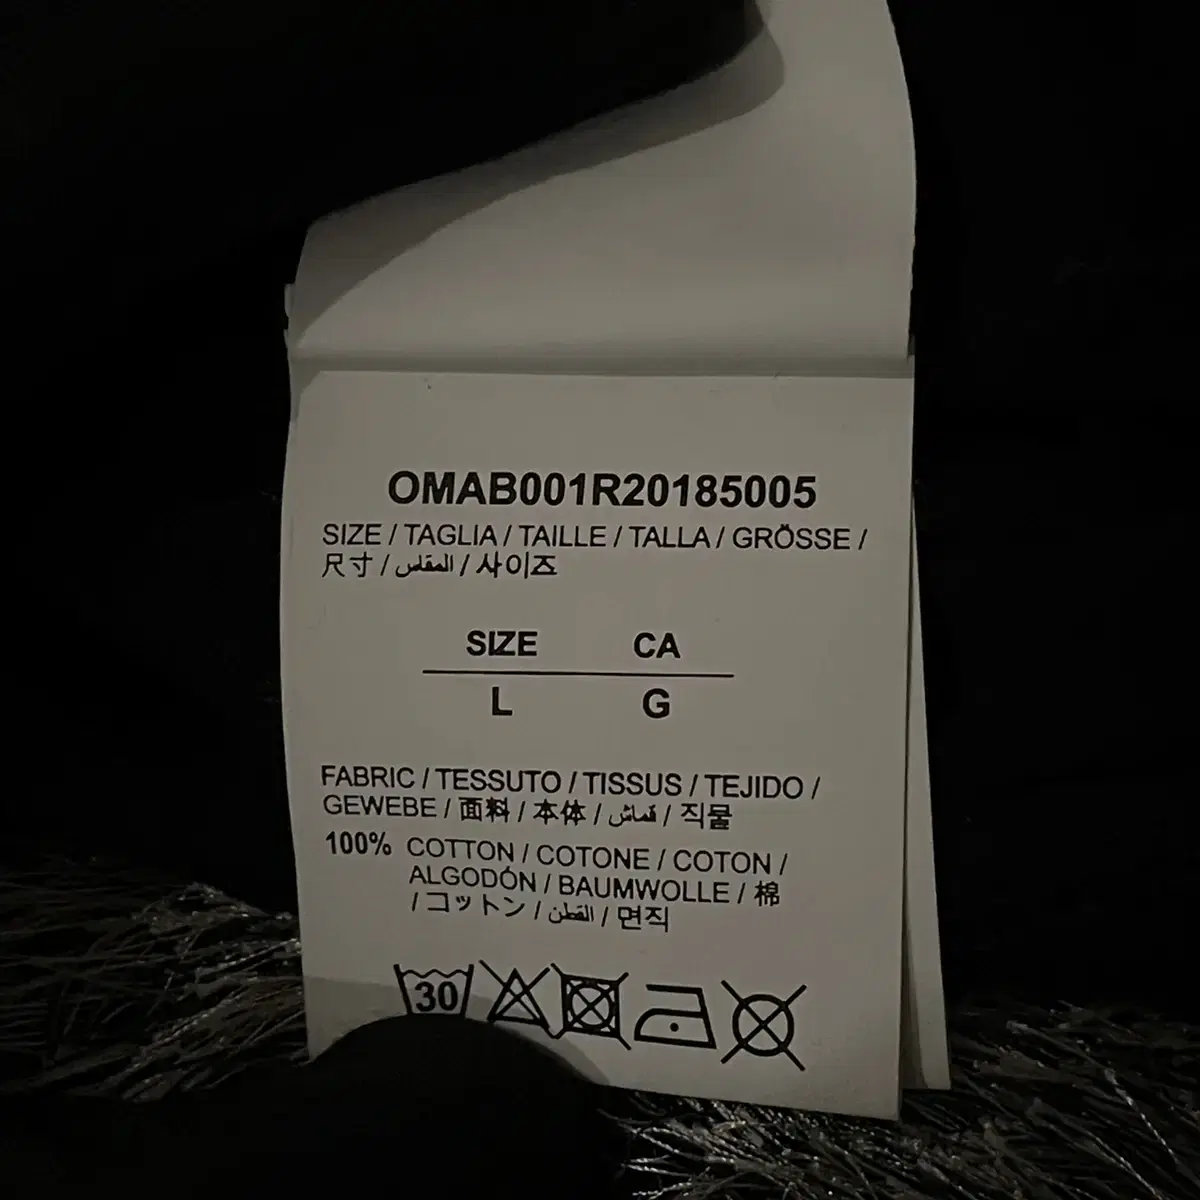 OMAB001R20185005
SIZE / TAGLIA / TAILLE / TALLA / GRÖSSE /
尺寸 / المقاس / 사이즈
SIZE CA
L G
FABRIC / TESSUTO / TISSUS / TEJIDO /
GEWEBE / 面料 / 本体 / قماش / 직물
100% COTTON / COTONE / COTON /
ALGODÓN / BAUMWOLLE / 棉
/ コットン / القطن / 면직
30